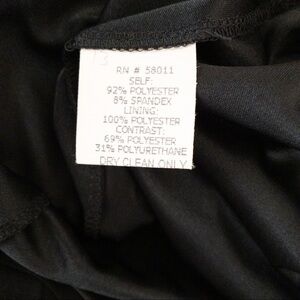 RN # 58011
SELF:
92% POLYESTER
8% SPANDEX
LINING:
100% POLYESTER
CONTRAST:
69% POLYESTER
31% POLYURETHANE
DRY CLEAN ONLY